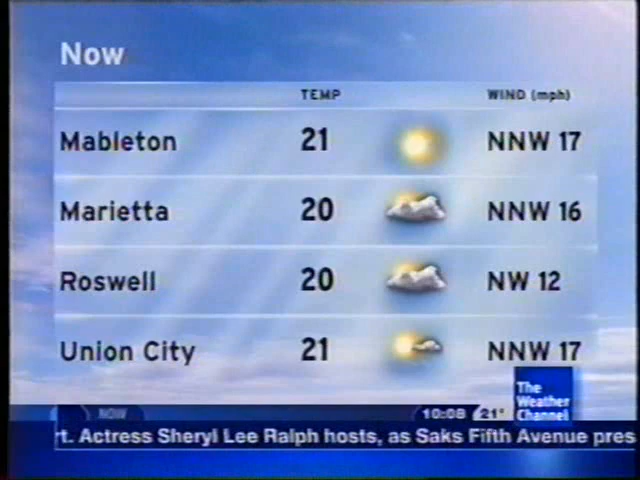 Now
TEMP WIND (mph)
Mableton 21 NNW 17
Marietta 20 NNW 16
Roswell 20 NW 12
Union City 21 NNW 17
The
Weather
Channel
NOW 10:08 21°
rt. Actress Sheryl Lee Ralph hosts, as Saks Fifth Avenue pres